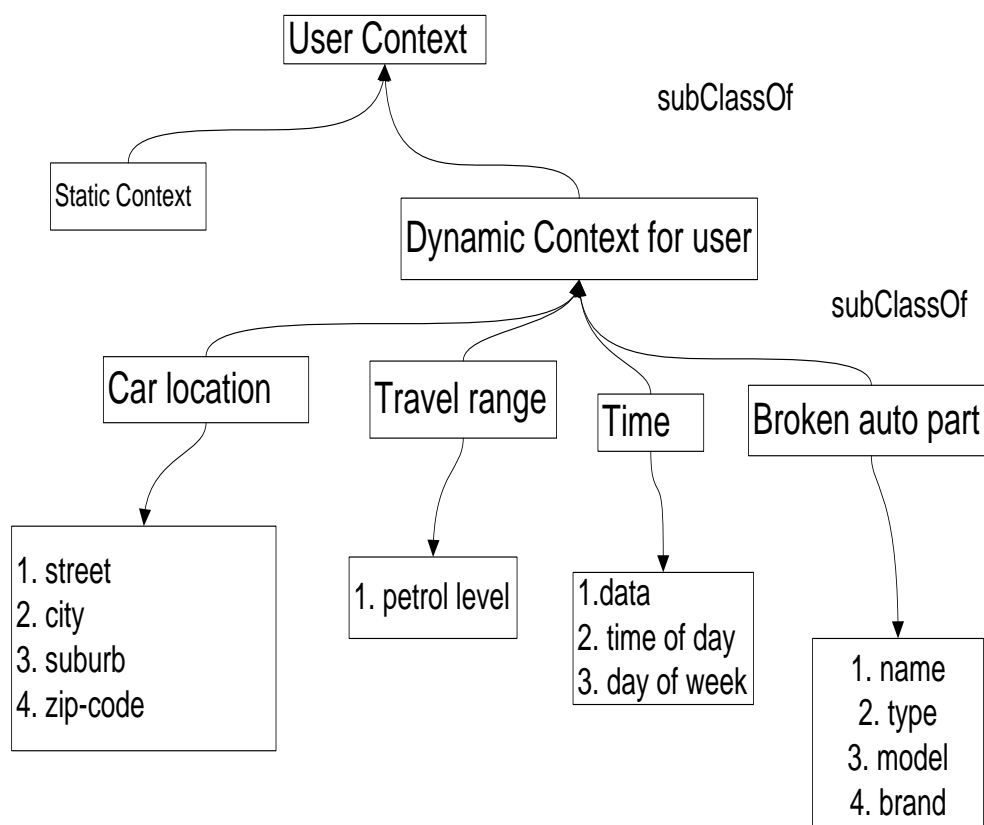 User Context
subClassOf
Static Context
Dynamic Context for user
subClassOf
Car location
Travel range
Time
Broken auto part
1. street
2. city
3. suburb
4. zip-code
1. petrol level
1.data
2. time of day
3. day of week
1. name
2. type
3. model
4. brand